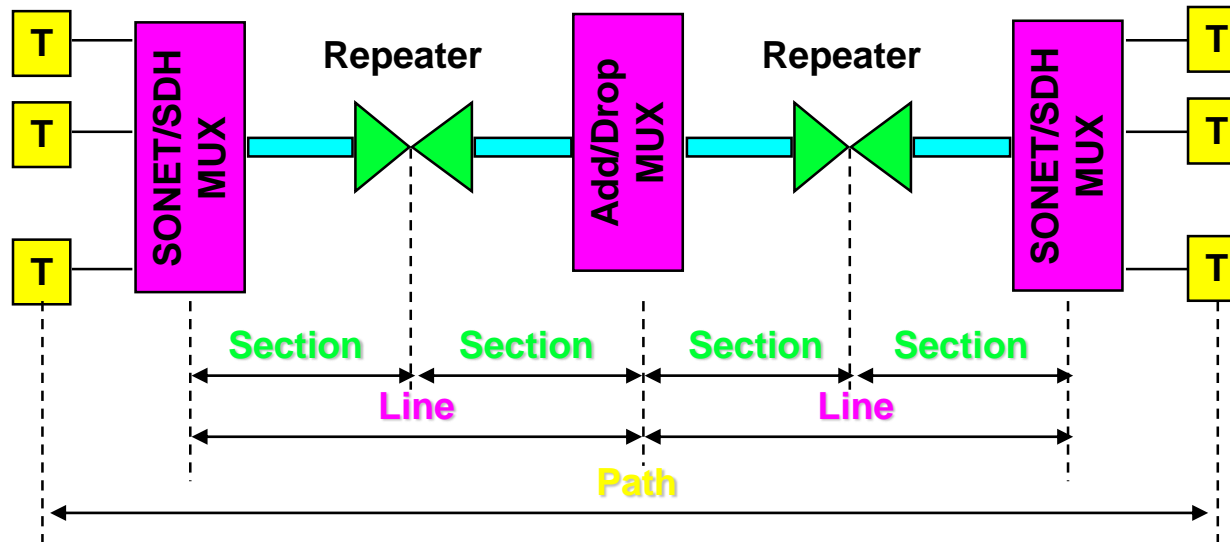 T
T
T
SONET/SDH
MUX
Repeater
Add/Drop
MUX
Repeater
SONET/SDH
MUX
T
T
T
Section
Section
Section
Section
Line
Line
Path